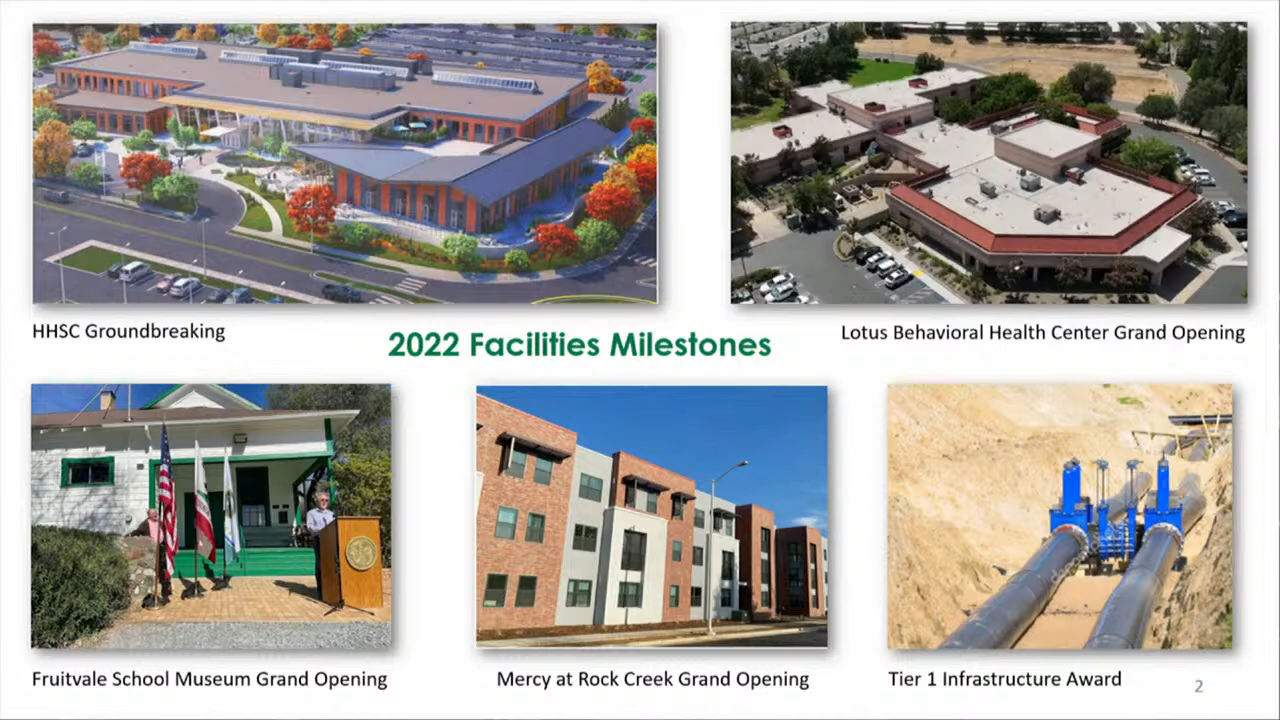 HHSC Groundbreaking
Lotus Behavioral Health Center Grand Opening
2022 Facilities Milestones
Fruitvale School Museum Grand Opening
Mercy at Rock Creek Grand Opening
Tier 1 Infrastructure Award
2